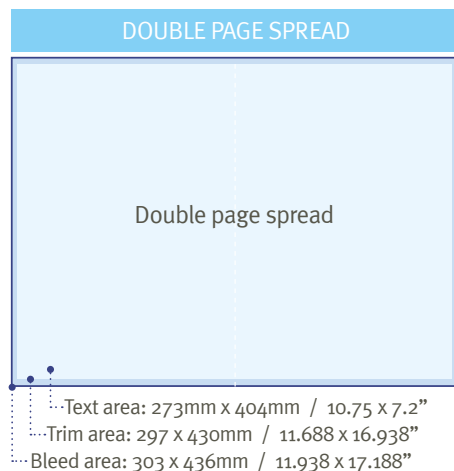 DOUBLE PAGE SPREAD
Double page spread
Text area: 273mm x 404mm / 10.75 x 7.2”
Trim area: 297 x 430mm / 11.688 x 16.938”
Bleed area: 303 x 436mm / 11.938 x 17.188”